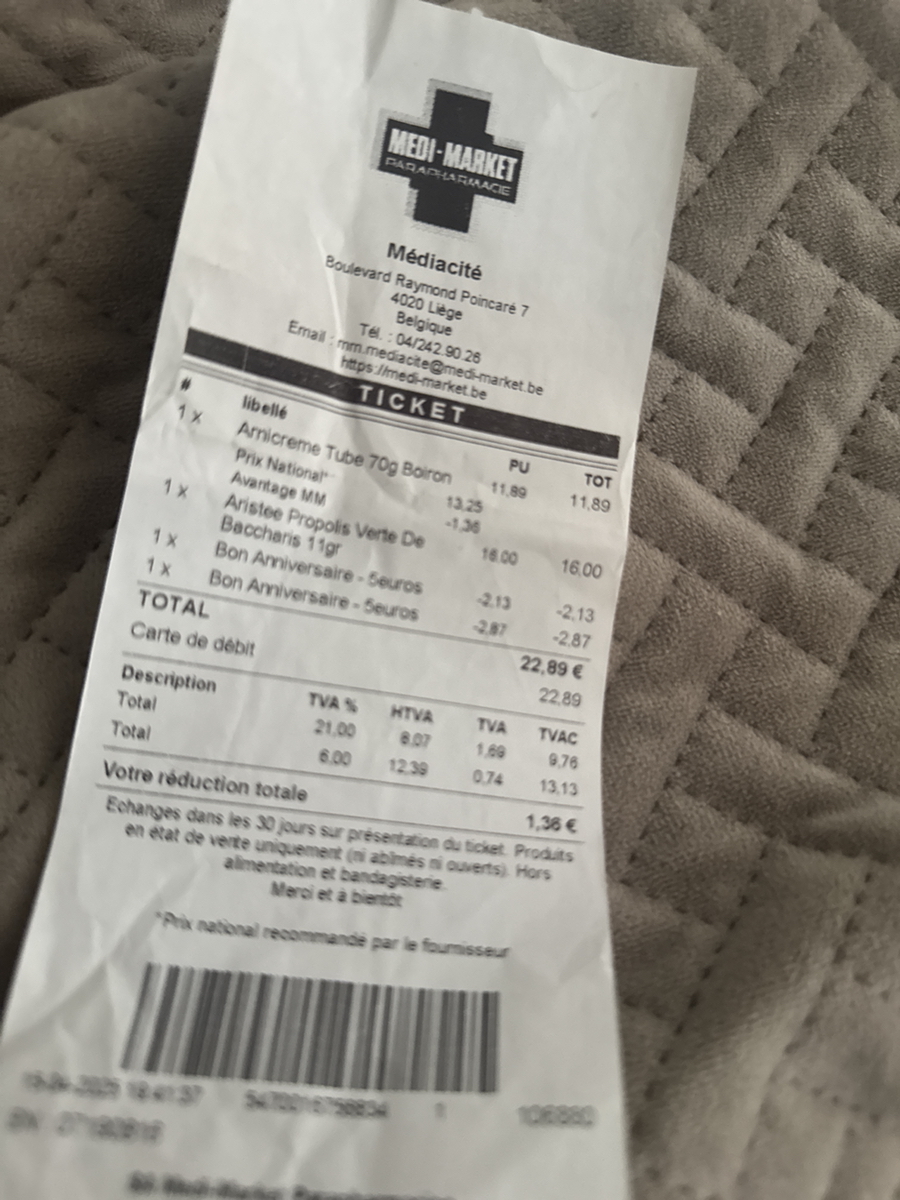 MEDI-MARKET
PARAPHARMACIE
Médiacité
Boulevard Raymond Poincaré 7
4020 Liège
Belgique
Tél. : 04/242.90.26
Email : mm.mediacite@medi-market.be
https://medi-market.be
TICKET
# libellé PU TOT
1 x Arnicreme Tube 70g Boiron 11,89 11,89
Prix National* 13,25
Avantage MM -1,36
1 x Aristee Propolis Verte De 16,00 16,00
Baccharis 11gr
1 x Bon Anniversaire - 5euros -2,13 -2,13
1 x Bon Anniversaire - 5euros -2,87 -2,87
TOTAL 22,89 €
Carte de débit 22,89
Description TVA % HTVA TVA TVAC
Total 21,00 8,07 1,69 9,76
Total 6,00 12,39 0,74 13,13
Votre réduction totale 1,36 €
Echanges dans les 30 jours sur présentation du ticket. Produits
en état de vente uniquement (ni abîmés ni ouverts). Hors
alimentation et bandagisterie.
Merci et à bientôt
*Prix national recommandé par le fournisseur
18:41:37 1